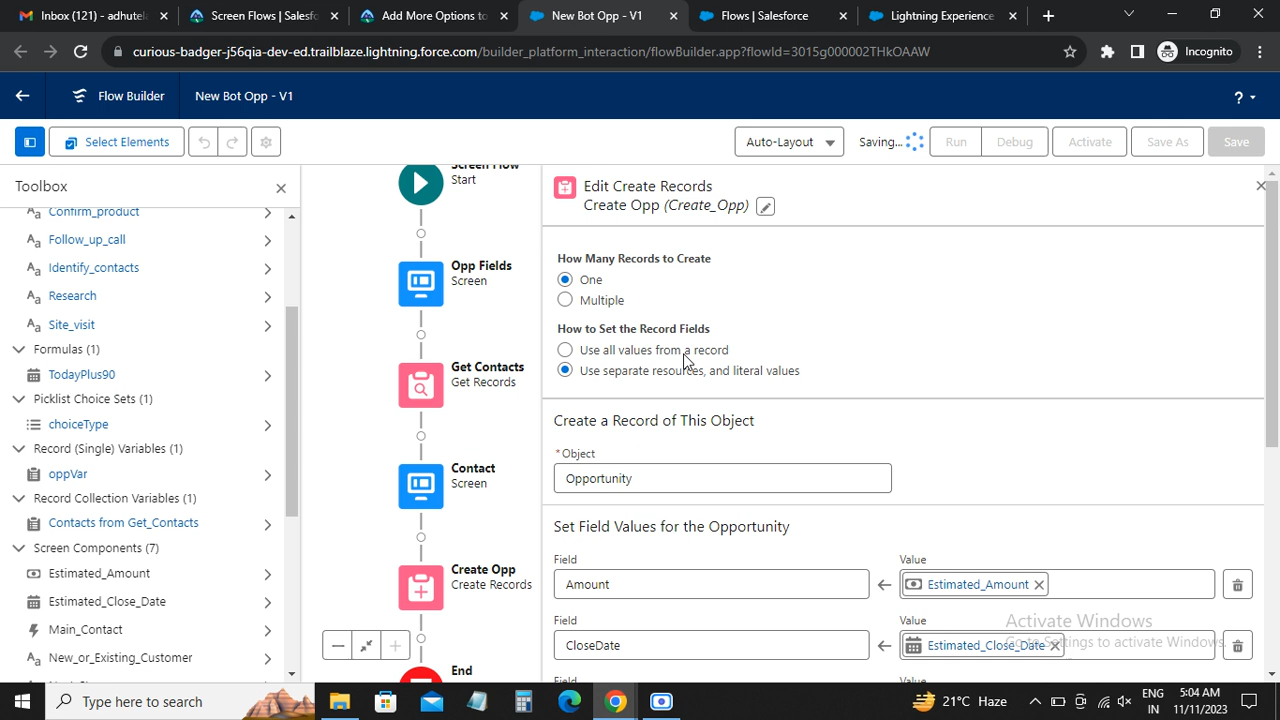 Inbox (121) - adhutela
Screen Flows | Salesf
Add More Options to
New Bot Opp - V1
Flows | Salesforce
Lightning Experience
curious-badger-j56qia-dev-ed.trailblaze.lightning.force.com/builder_platform_interaction/flowBuilder.app?flowId=3015g000002THkOAAW
Incognito
Flow Builder
New Bot Opp - V1
?
Select Elements
Auto-Layout
Saving...
Run
Debug
Activate
Save As
Save
Toolbox
Confirm_product
Follow_up_call
Identify_contacts
Research
Site_visit
Formulas (1)
TodayPlus90
Picklist Choice Sets (1)
choiceType
Record (Single) Variables (1)
oppVar
Record Collection Variables (1)
Contacts from Get_Contacts
Screen Components (7)
Estimated_Amount
Estimated_Close_Date
Main_Contact
New_or_Existing_Customer
Screen Flow
Start
Opp Fields
Screen
Get Contacts
Get Records
Contact
Screen
Create Opp
Create Records
End
Edit Create Records
Create Opp (Create_Opp)
How Many Records to Create
One
Multiple
How to Set the Record Fields
Use all values from a record
Use separate resources, and literal values
Create a Record of This Object
*Object
Opportunity
Set Field Values for the Opportunity
Field
Value
Amount
Estimated_Amount
Field
Value
CloseDate
Estimated_Close_Date
Activate Windows
Go to Settings to activate Windows.
Type here to search
21°C Haze
ENG
IN
5:04 AM
11/11/2023